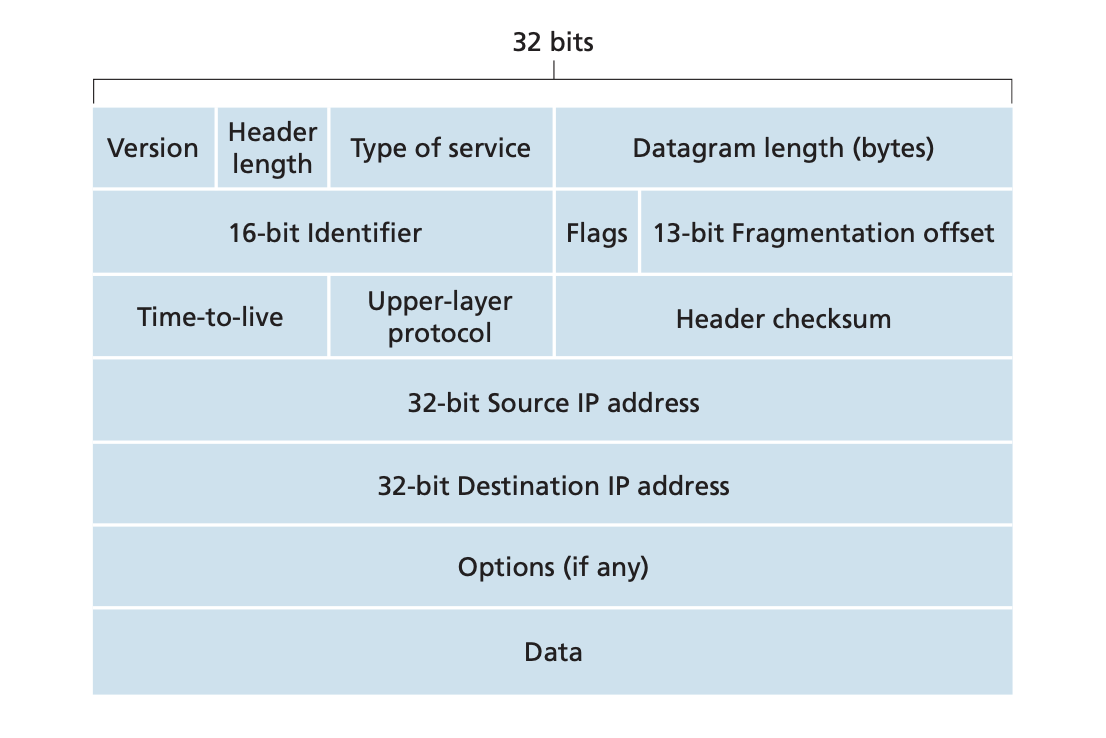 32 bits
Version
Header
length
Type of service
Datagram length (bytes)
16-bit Identifier
Flags
13-bit Fragmentation offset
Time-to-live
Upper-layer
protocol
Header checksum
32-bit Source IP address
32-bit Destination IP address
Options (if any)
Data